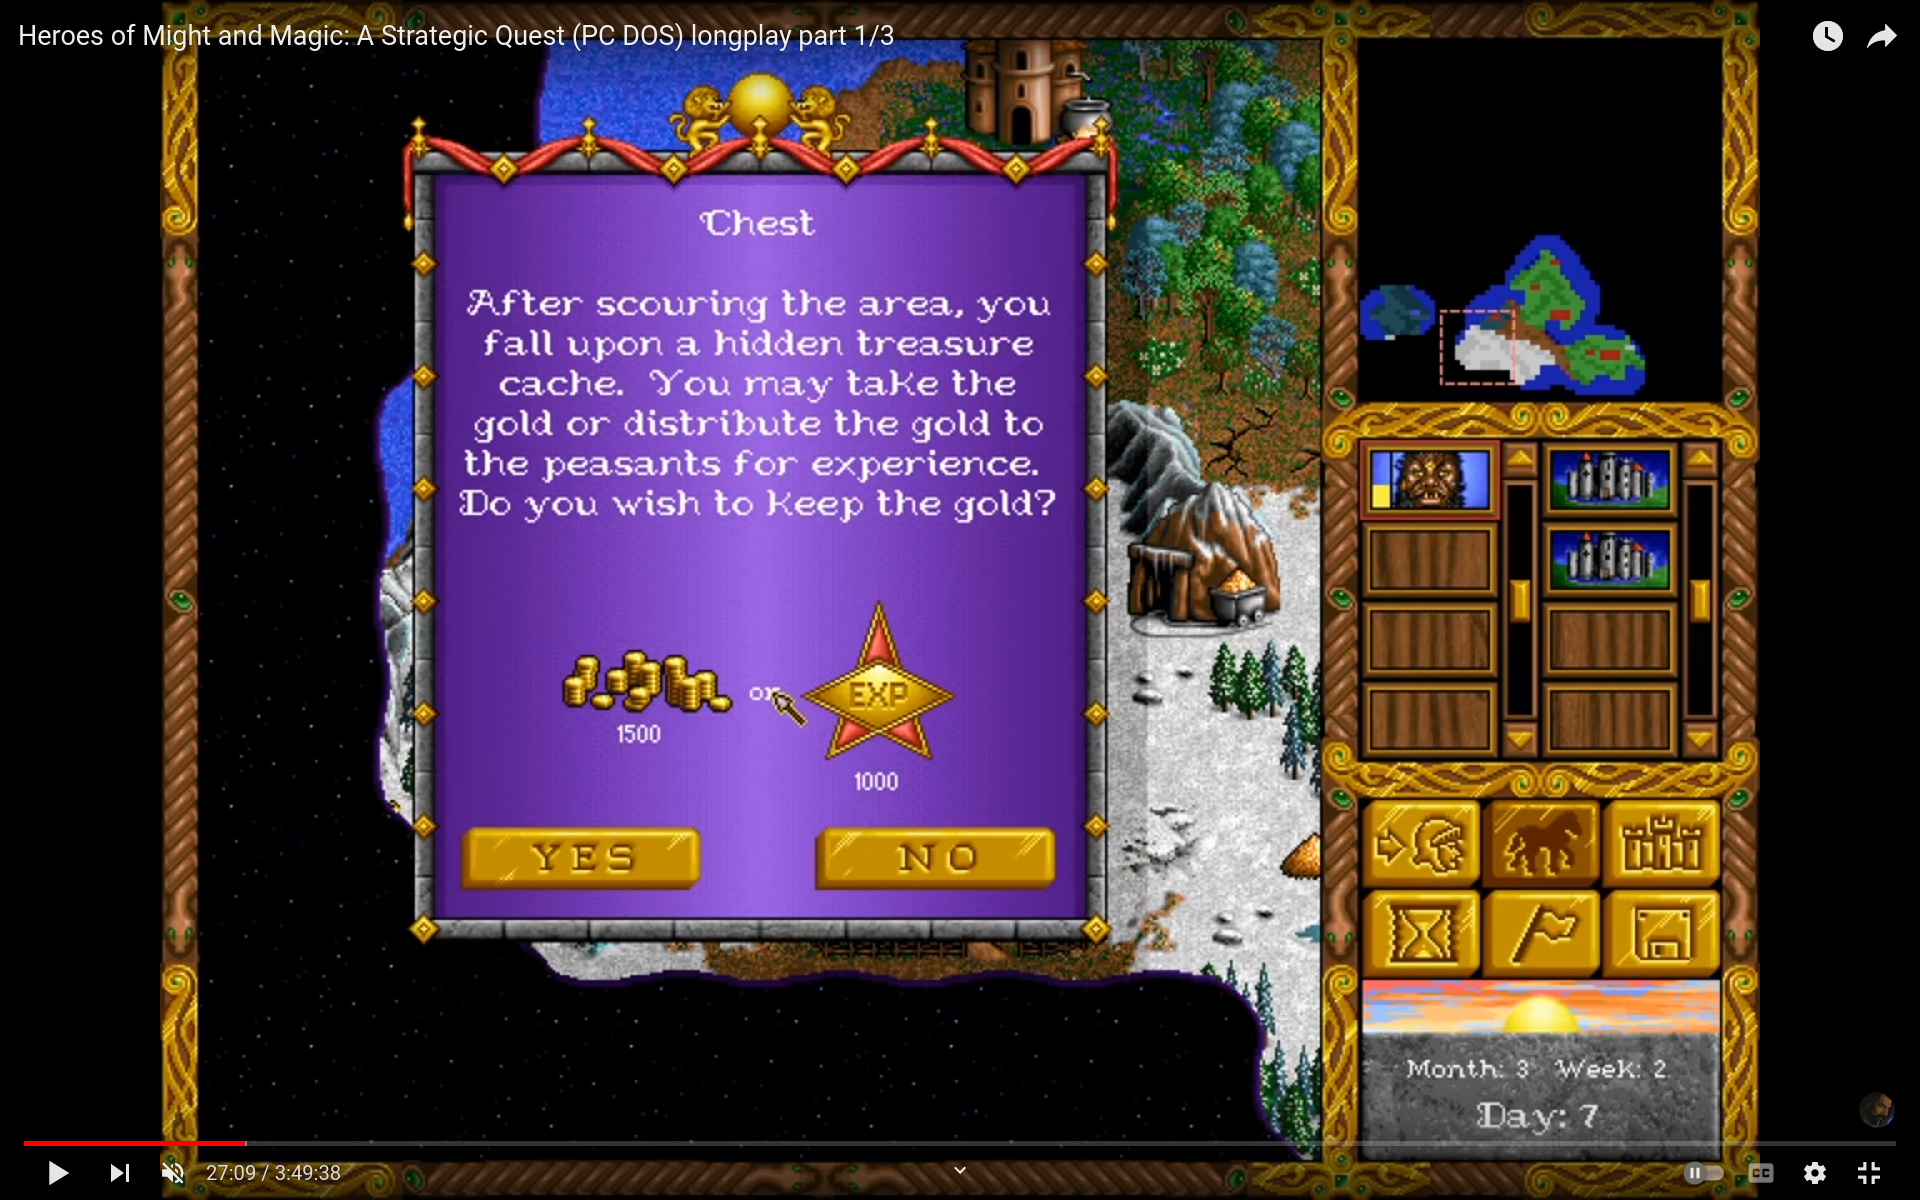 Heroes of Might and Magic: A Strategic Quest (PC DOS) longplay part 1/3
Chest
After scouring the area, you
fall upon a hidden treasure
cache. You may take the
gold or distribute the gold to
the peasants for experience.
Do you wish to keep the gold?
or
EXP
1500
1000
YES
NO
Month: 3 Week: 2
Day: 7
27:09 / 3:49:38
CC